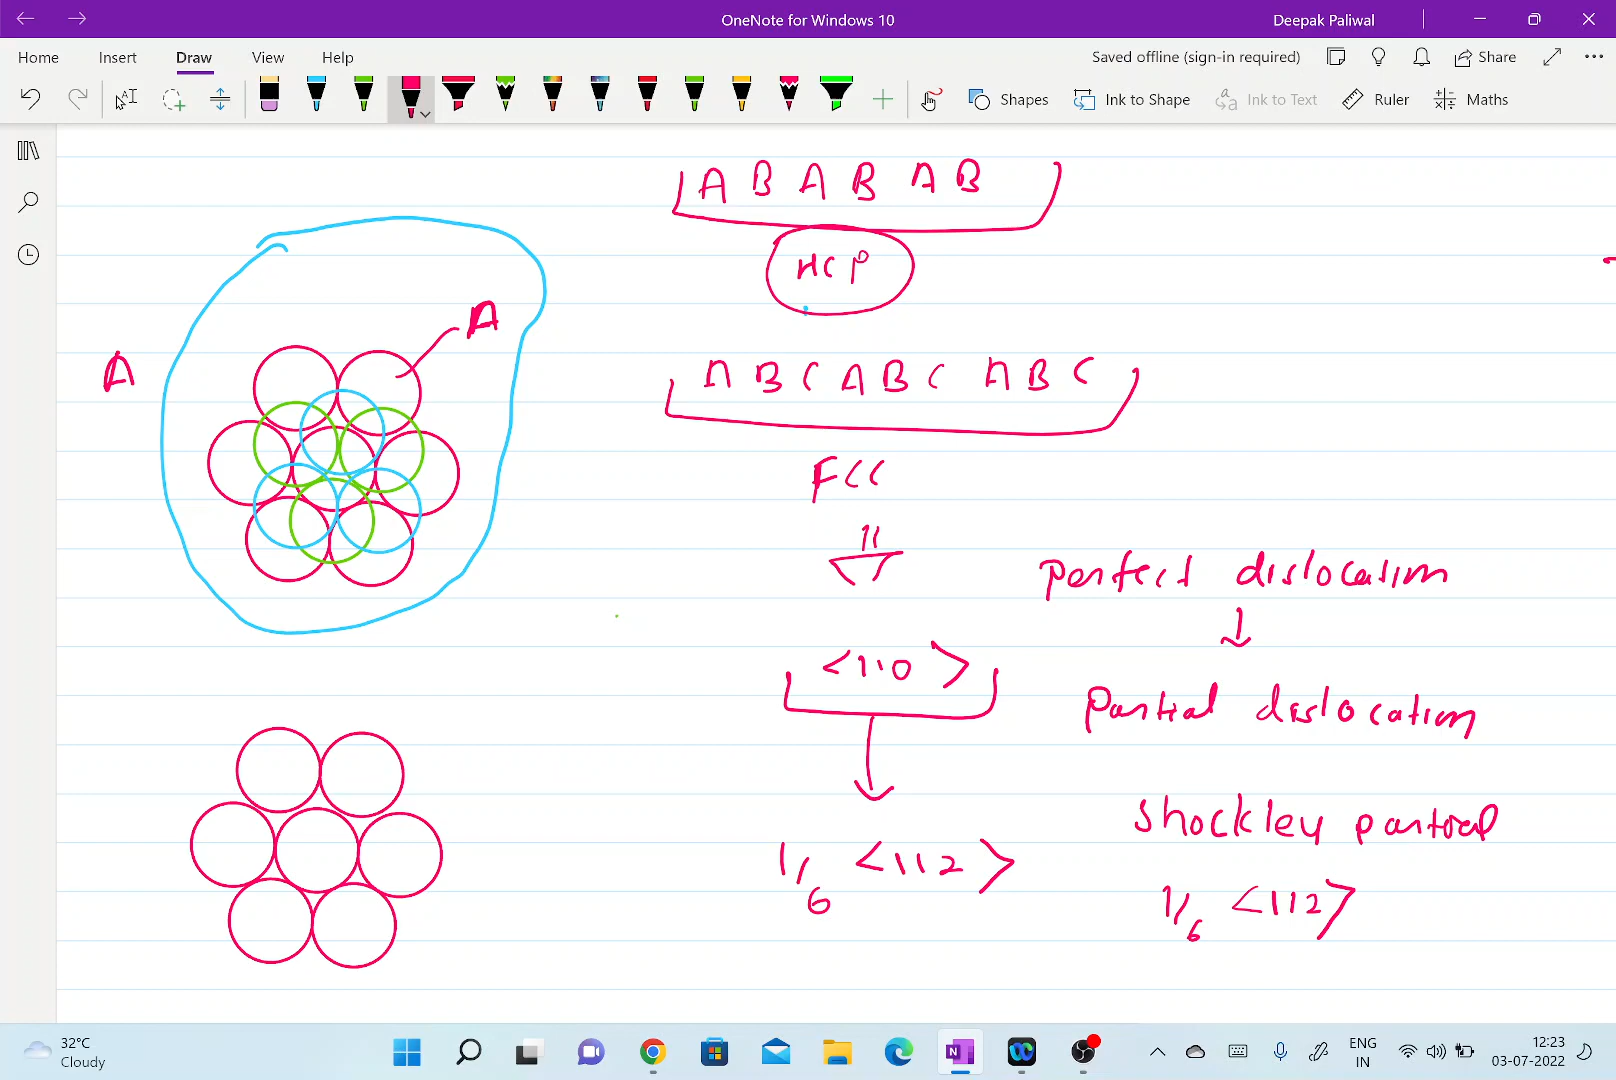 OneNote for Windows 10
Deepak Paliwal
Home Insert Draw View Help
Saved offline (sign-in required) Share
Shapes Ink to Shape Ink to Text Ruler Maths
A B A B A B
HCP
A
A
A B C A B C A B C
FCC
Perfect dislocation
<110>
Partial dislocation
Shockley partial
1/6 <112>
1/6 <112>
32°C
Cloudy
ENG
IN
12:23
03-07-2022